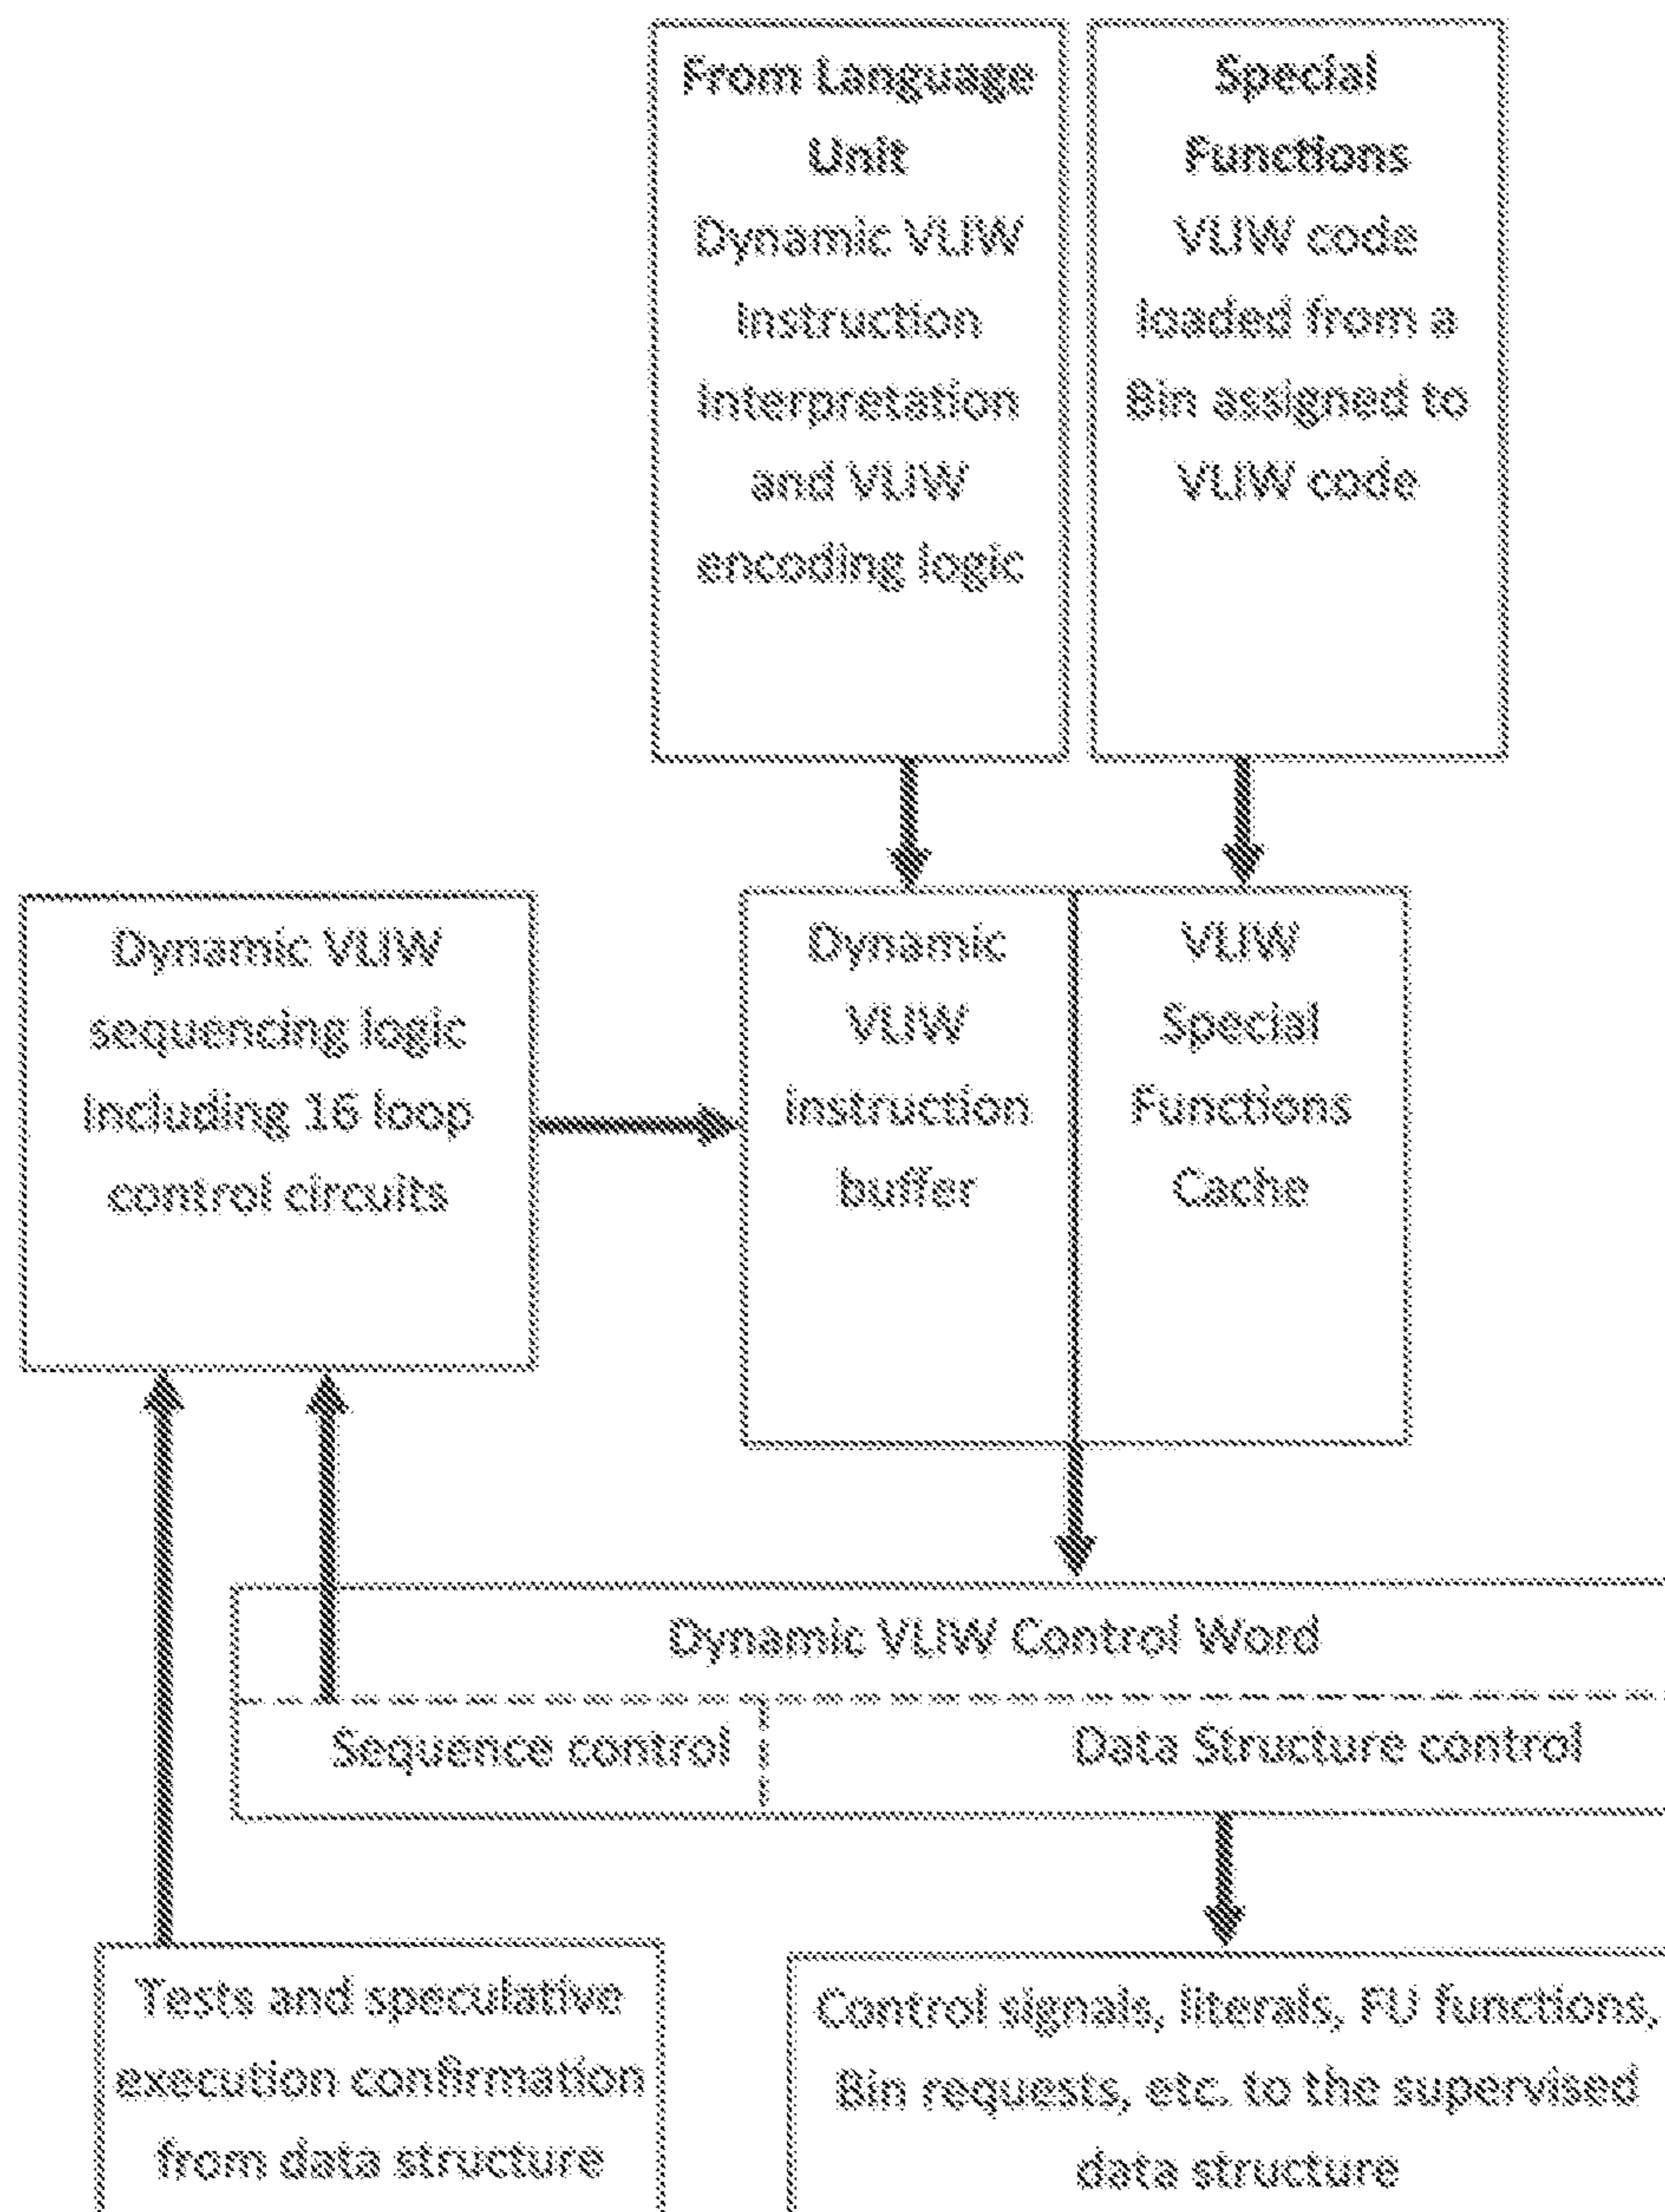 From Language
Unit
Dynamic VLIW
Instruction
interpretation
and VLIW
encoding logic
Special
Functions
VLIW code
loaded from a
Bin assigned to
VLIW code
Dynamic VLIW
sequencing logic
including 16 loop
control circuits
Dynamic
VLIW
instruction
buffer
VLIW
Special
Functions
Cache
Dynamic VLIW Control Word
Sequence control
Data Structure control
Tests and speculative
execution confirmation
from data structure
Control signals, literals, FU functions,
Bin requests, etc. to the supervised
data structure